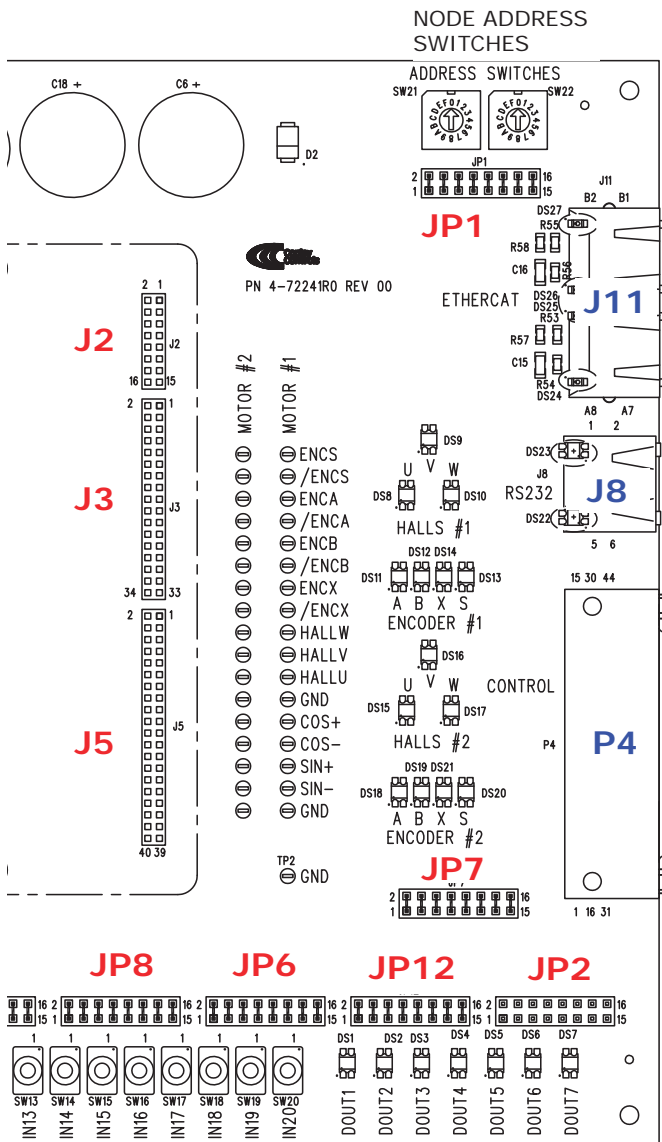 NODE ADDRESS
SWITCHES
ADDRESS SWITCHES
SW21
SW22
C18 +
C6 +
D2
JP1
2 16
1 15
JP1
J11
B2 B1
DS27
R55
R58
C16
R56
DS26
DS25
R53
R57
C15
R54
DS24
ETHERCAT
J11
A8 A7
PN 4-72241R0 REV 00
2 1
J2
J2
16 15
MOTOR #2
MOTOR #1
2 1
J3
J3
34 33
2 1
J5
J5
40 39
ENCS
/ENCS
ENCA
/ENCA
ENCB
/ENCB
ENCX
/ENCX
HALLW
HALLV
HALLU
GND
COS+
COS-
SIN+
SIN-
GND
TP2
GND
DS9
U V W
DS8
DS10
HALLS #1
DS12 DS14
DS11
DS13
A B X S
ENCODER #1
DS16
U V W
DS15
DS17
HALLS #2
DS19 DS21
DS18
DS20
A B X S
ENCODER #2
1 2
DS23
J8
RS232
J8
DS22
5 6
15 30 44
CONTROL
P4
P4
1 16 31
JP7
2 16
1 15
JP8
JP6
JP12
JP2
16
15
2 16
1 15
2 16
1 15
2 16
1 15
2 16
1 15
1 1 1 1 1 1 1 1
SW13 SW14 SW15 SW16 SW17 SW18 SW19 SW20
IN13 IN14 IN15 IN16 IN17 IN18 IN19 IN20
DS1 DS2 DS3 DS4 DS5 DS6 DS7
DOUT1 DOUT2 DOUT3 DOUT4 DOUT5 DOUT6 DOUT7